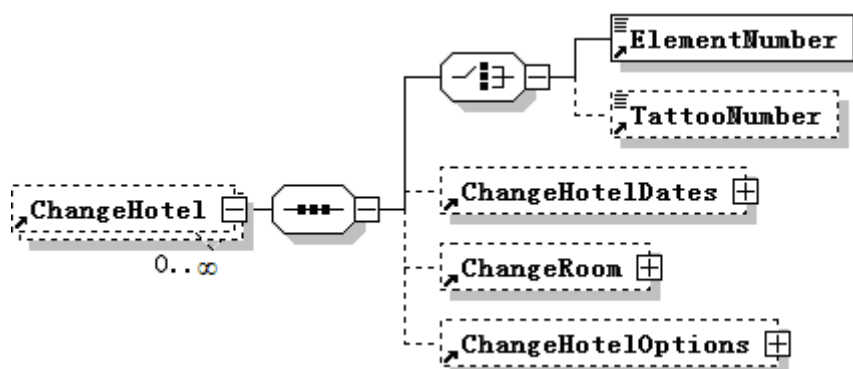 ElementNumber
TattooNumber
ChangeHotelDates
ChangeHotel
0..∞
ChangeRoom
ChangeHotelOptions